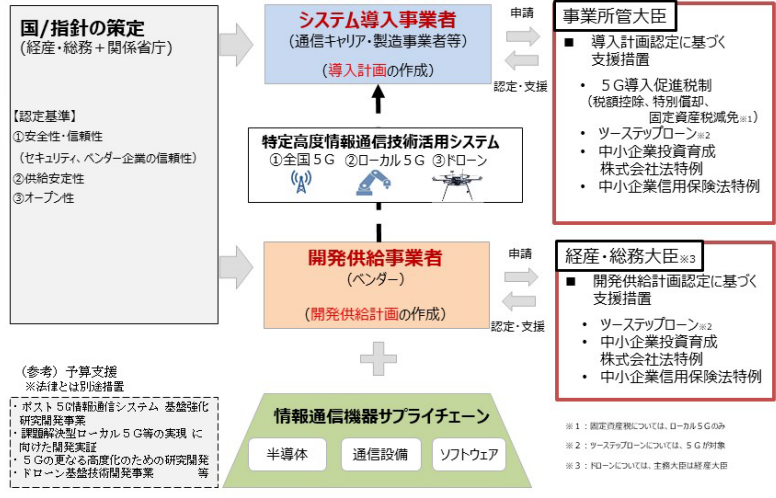 国/指針の策定
(経産・総務+関係省庁)
【認定基準】
①安全性・信頼性
(セキュリティ、ベンダー企業の信頼性)
②供給安定性
③オープン性
システム導入事業者
(通信キャリア・製造事業者等)
(導入計画の作成)
申請
認定・支援
事業所管大臣
■ 導入計画認定に基づく
支援措置
・ 5G導入促進税制
(税額控除、特別償却、
固定資産税減免※1)
・ ツーステップローン※2
・ 中小企業投資育成
株式会社法特例
・ 中小企業信用保険法特例
特定高度情報通信技術活用システム
①全国5G ②ローカル5G ③ドローン
開発供給事業者
(ベンダー)
(開発供給計画の作成)
申請
認定・支援
経産・総務大臣※3
■ 開発供給計画認定に基づく
支援措置
・ ツーステップローン※2
・ 中小企業投資育成
株式会社法特例
・ 中小企業信用保険法特例
(参考) 予算支援
※法律とは別途措置
・ポスト5G情報通信システム 基盤強化
研究開発事業
・課題解決型ローカル5G等の実現 に
向けた開発実証
・5Gの更なる高度化のための研究開発
・ドローン基盤技術開発事業 等
情報通信機器サプライチェーン
半導体
通信設備
ソフトウェア
※1:固定資産税については、ローカル5Gのみ
※2:ツーステップローンについては、5Gが対象
※3:ドローンについては、主務大臣は経産大臣